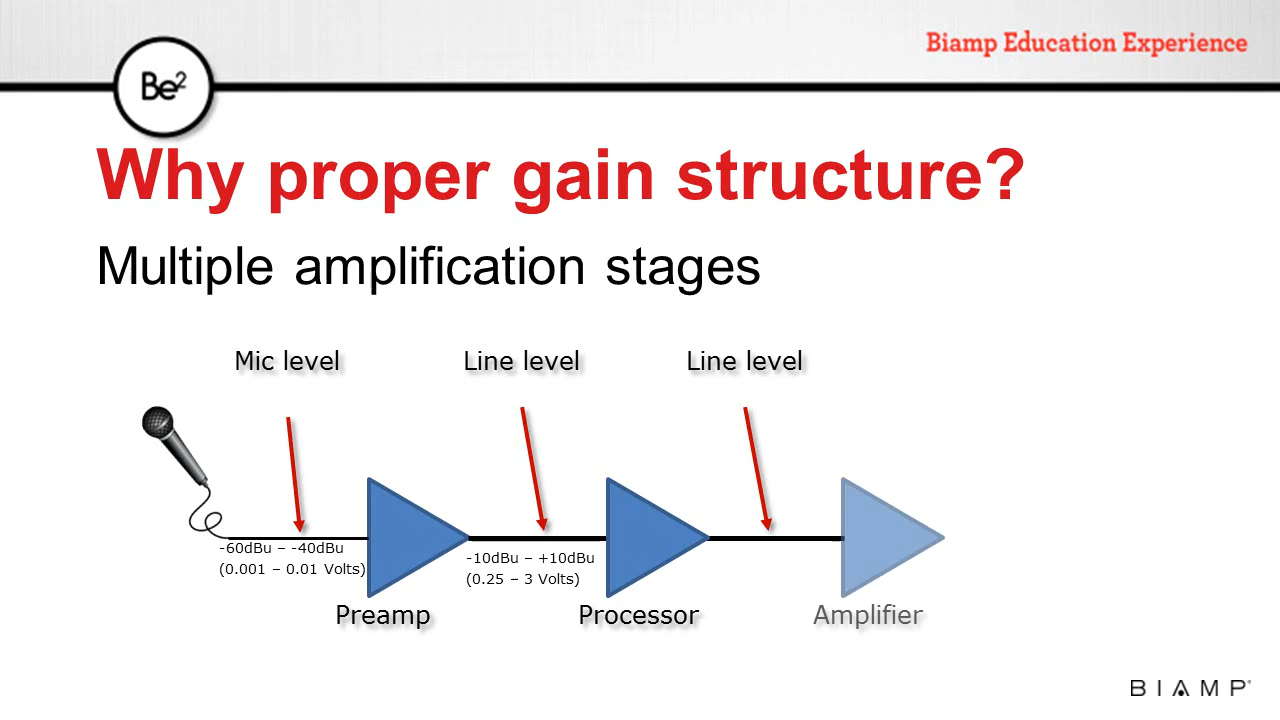 Biamp Education Experience
Be²
Why proper gain structure?
Multiple amplification stages
Mic level
Line level
Line level
-60dBu – -40dBu
(0.001 – 0.01 Volts)
-10dBu – +10dBu
(0.25 – 3 Volts)
Preamp
Processor
Amplifier
BIAMP®